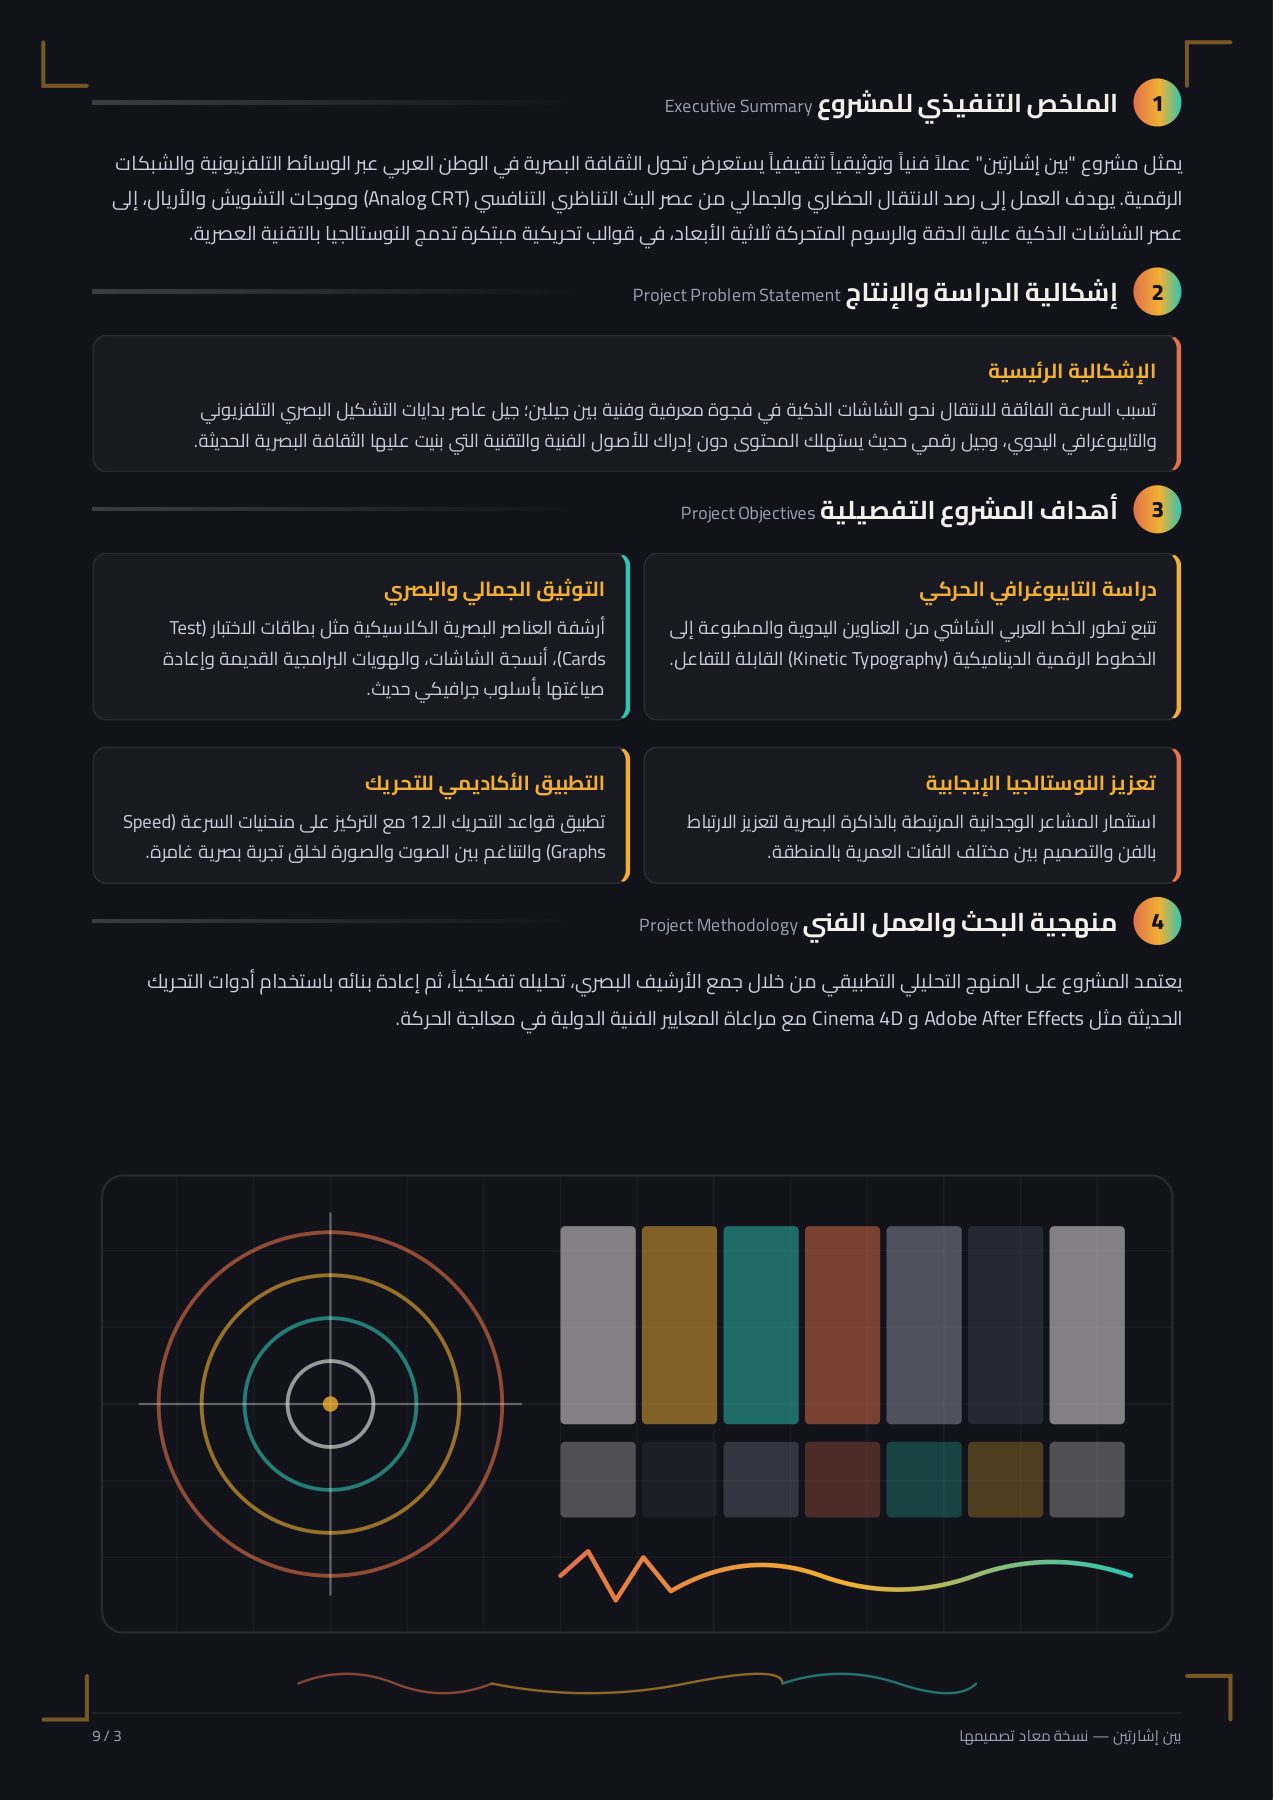 1 الملخص التنفيذي للمشروع Executive Summary
يمثل مشروع "بين إشارتين" عملاً فنياً وتوثيقياً تثقيفياً يستعرض تحول الثقافة البصرية في الوطن العربي عبر الوسائط التلفزيونية والشبكات
الرقمية. يهدف العمل إلى رصد الانتقال الحضاري والجمالي من عصر البث التناظري التنافسي (Analog CRT) وموجات التشويش والأريال، إلى
عصر الشاشات الذكية عالية الدقة والرسوم المتحركة ثلاثية الأبعاد، في قوالب تحريكية مبتكرة تدمج النوستالجيا بالتقنية العصرية.
2 إشكالية الدراسة والإنتاج Project Problem Statement
الإشكالية الرئيسية
تسبب السرعة الفائقة للانتقال نحو الشاشات الذكية في فجوة معرفية وفنية بين جيلين؛ جيل عاصر بدايات التشكيل البصري التلفزيوني
والتايبوغرافي اليدوي، وجيل رقمي حديث يستهلك المحتوى دون إدراك للأصول الفنية والتقنية التي بنيت عليها الثقافة البصرية الحديثة.
3 أهداف المشروع التفصيلية Project Objectives
دراسة التايبوغرافي الحركي
تتبع تطور الخط العربي الشاشي من العناوين اليدوية والمطبوعة إلى
الخطوط الرقمية الديناميكية (Kinetic Typography) القابلة للتفاعل.
التوثيق الجمالي والبصري
أرشفة العناصر البصرية الكلاسيكية مثل بطاقات الاختبار (Test
Cards)، أنسجة الشاشات، والهويات البرامجية القديمة وإعادة
صياغتها بأسلوب جرافيكي حديث.
تعزيز النوستالجيا الإيجابية
استثمار المشاعر الوجدانية المرتبطة بالذاكرة البصرية لتعزيز الارتباط
بالفن والتصميم بين مختلف الفئات العمرية بالمنطقة.
التطبيق الأكاديمي للتحريك
تطبيق قواعد التحريك الـ12 مع التركيز على منحنيات السرعة (Speed
Graphs) والتناغم بين الصوت والصورة لخلق تجربة بصرية غامرة.
4 منهجية البحث والعمل الفني Project Methodology
يعتمد المشروع على المنهج التحليلي التطبيقي من خلال جمع الأرشيف البصري، تحليله تفكيكياً، ثم إعادة بنائه باستخدام أدوات التحريك
الحديثة مثل Adobe After Effects و Cinema 4D مع مراعاة المعايير الفنية الدولية في معالجة الحركة.
بين إشارتين — نسخة معاد تصميمها
9 / 3